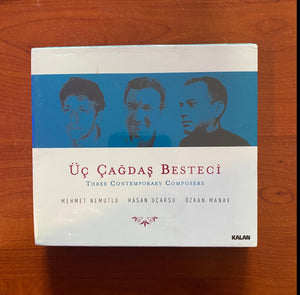 Üç Çağdaş Besteci
Three Contemporary Composers
MEHMET NEMUTLU HASAN UÇARSU ÖZKAN MANAV
KALAN